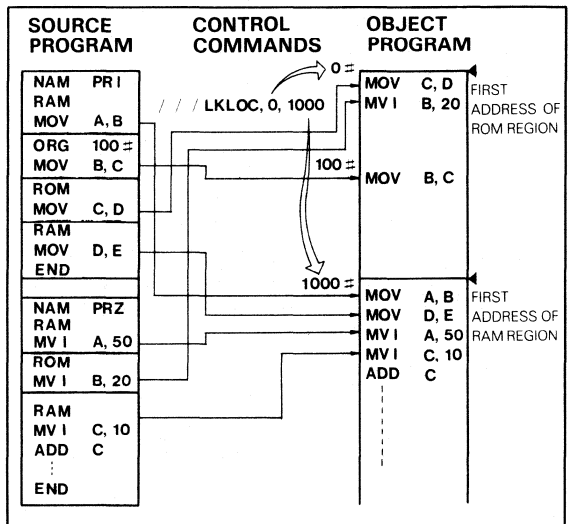 SOURCE PROGRAM
CONTROL COMMANDS
OBJECT PROGRAM
NAM PR1
RAM
MOV A, B
ORG 100 #
MOV B, C
ROM
MOV C, D
RAM
MOV D, E
END
NAM PRZ
RAM
MVI A, 50
ROM
MVI B, 20
RAM
MVI C, 10
ADD C
END
/ / / LKLOC, 0, 1000
0 #
MOV C, D
MVI B, 20
100 #
MOV B, C
1000 #
MOV A, B
MOV D, E
MVI A, 50
MVI C, 10
ADD C
FIRST
ADDRESS OF
ROM REGION
FIRST
ADDRESS OF
RAM REGION